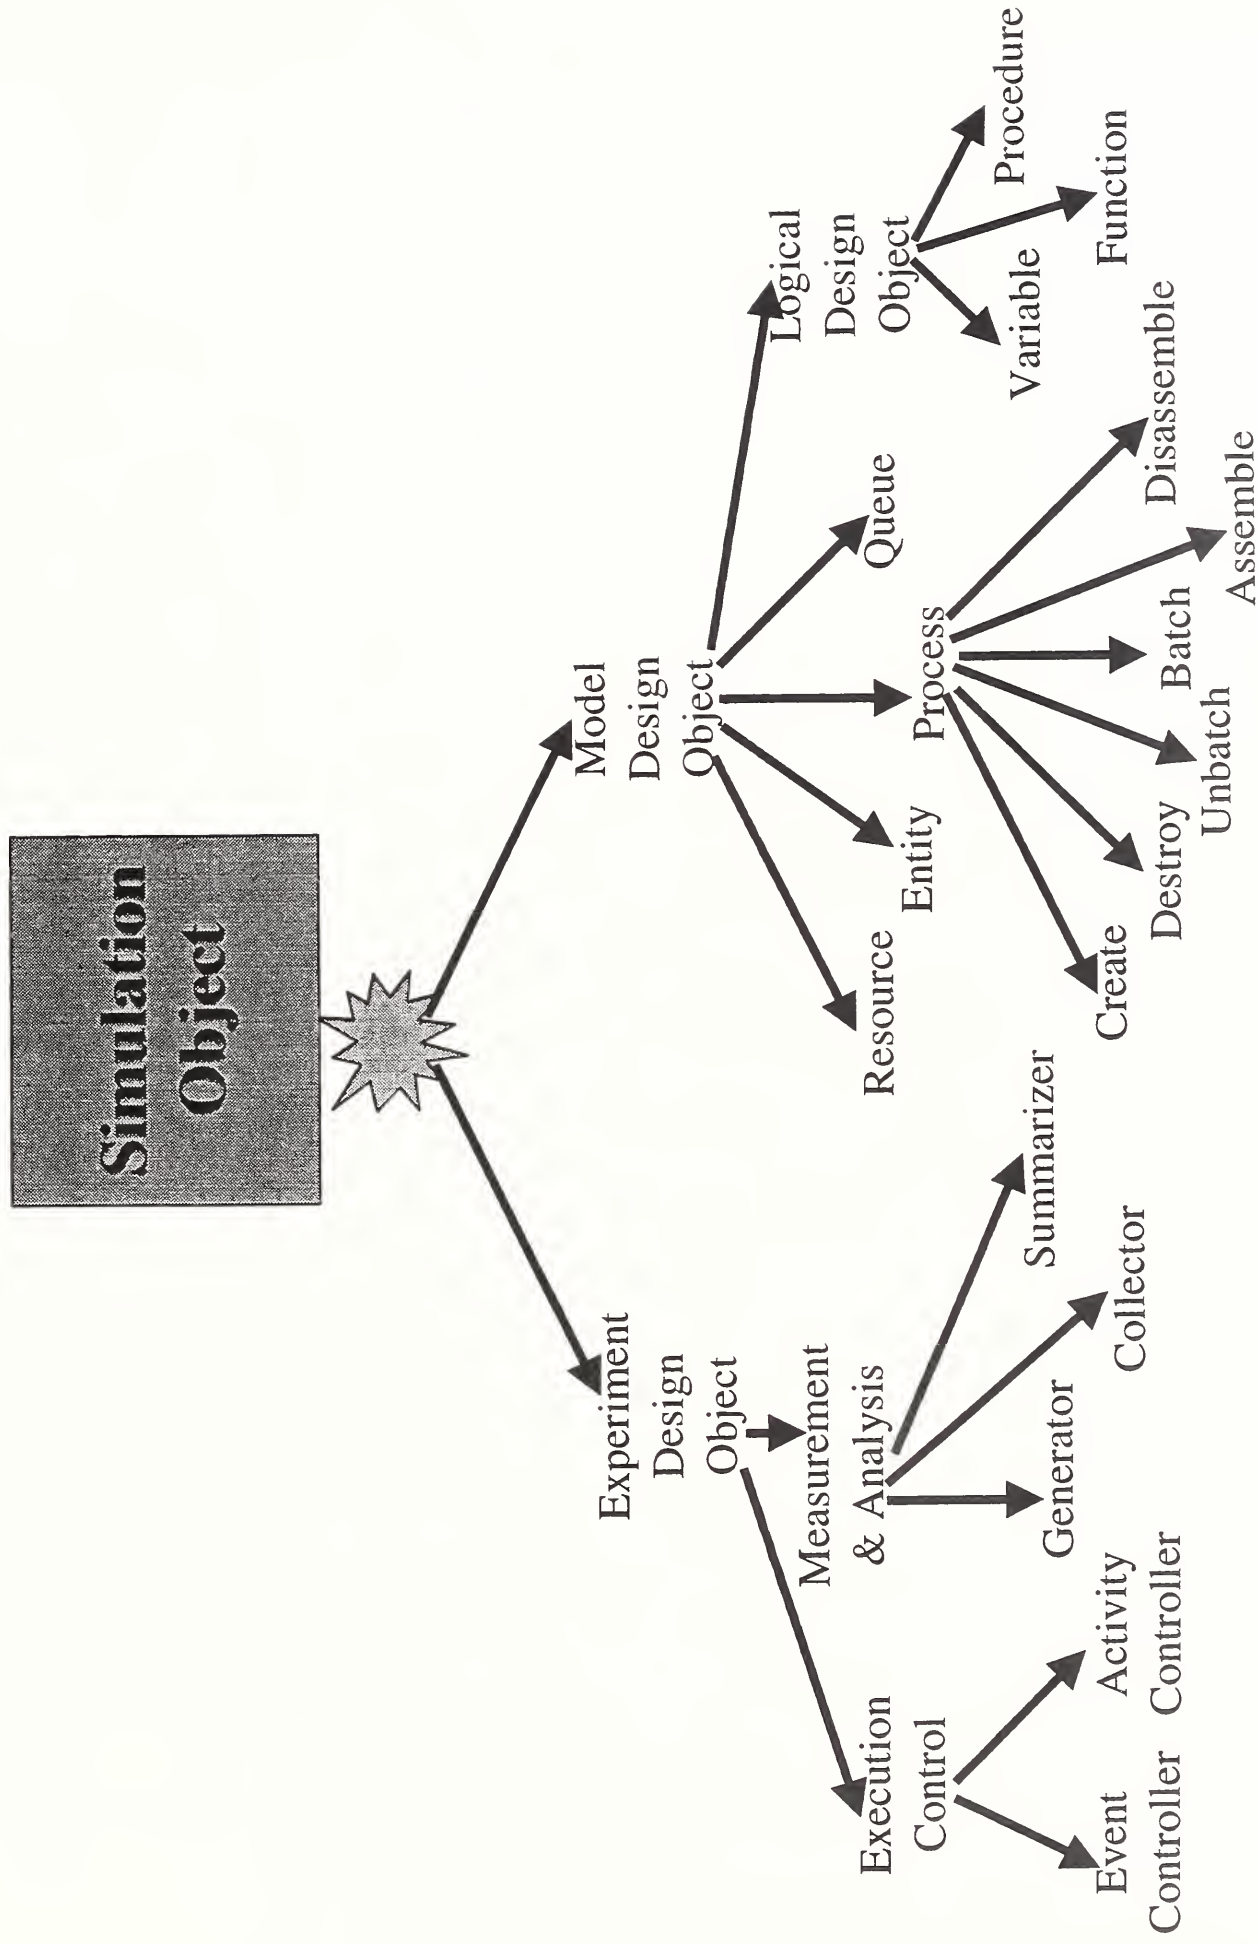 Simulation
Object
Experiment
Design
Object
Model
Design
Object
Execution
Control
Measurement
& Analysis
Resource
Entity
Process
Queue
Logical
Design
Object
Event
Controller
Activity
Controller
Generator
Collector
Summarizer
Create
Destroy
Unbatch
Batch
Assemble
Disassemble
Variable
Function
Procedure